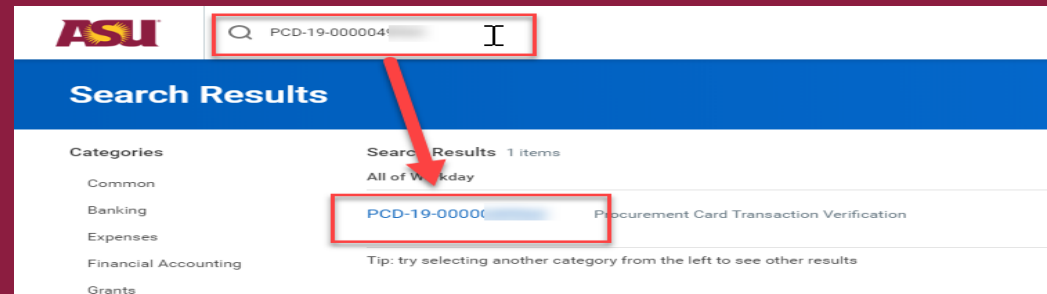 ASU
PCD-19-000004
Search Results
Categories
Common
Banking
Expenses
Financial Accounting
Grants
Search Results 1 items
All of Workday
PCD-19-0000 Procurement Card Transaction Verification
Tip: try selecting another category from the left to see other results